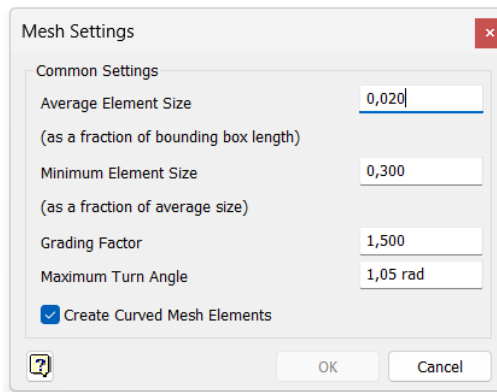 Mesh Settings
Common Settings
Average Element Size 0,020
(as a fraction of bounding box length)
Minimum Element Size 0,300
(as a fraction of average size)
Grading Factor 1,500
Maximum Turn Angle 1,05 rad
Create Curved Mesh Elements
OK Cancel